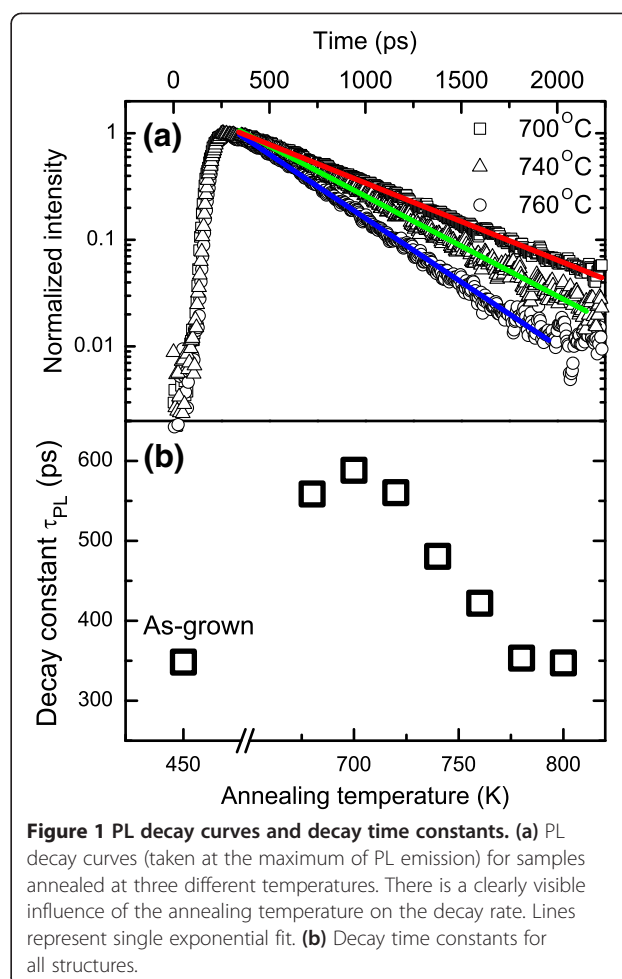 Time (ps)
0 500 1000 1500 2000
(a)
700°C
740°C
760°C
1
0.1
0.01
Normalized intensity
(b)
600
500
400
300
Decay constant τPL (ps)
As-grown
450 700 750 800
Annealing temperature (K)
Figure 1 PL decay curves and decay time constants. (a) PL
decay curves (taken at the maximum of PL emission) for samples
annealed at three different temperatures. There is a clearly visible
influence of the annealing temperature on the decay rate. Lines
represent single exponential fit. (b) Decay time constants for
all structures.